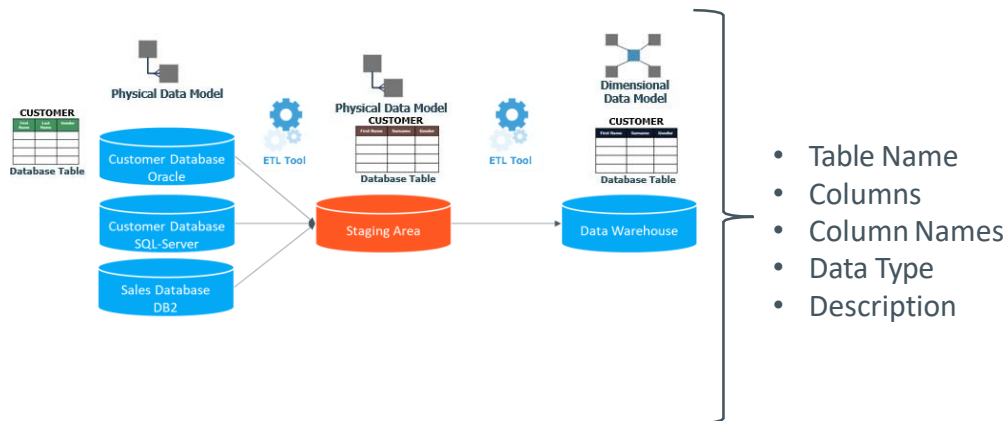 Physical Data Model
CUSTOMER
First Name
Last Name
Gender
Database Table
Customer Database
Oracle
Customer Database
SQL-Server
Sales Database
DB2
ETL Tool
Physical Data Model
CUSTOMER
First Name Surname Gender
Database Table
Staging Area
ETL Tool
Dimensional
Data Model
CUSTOMER
First Name Surname Gender
Database Table
Data Warehouse
• Table Name
• Columns
• Column Names
• Data Type
• Description